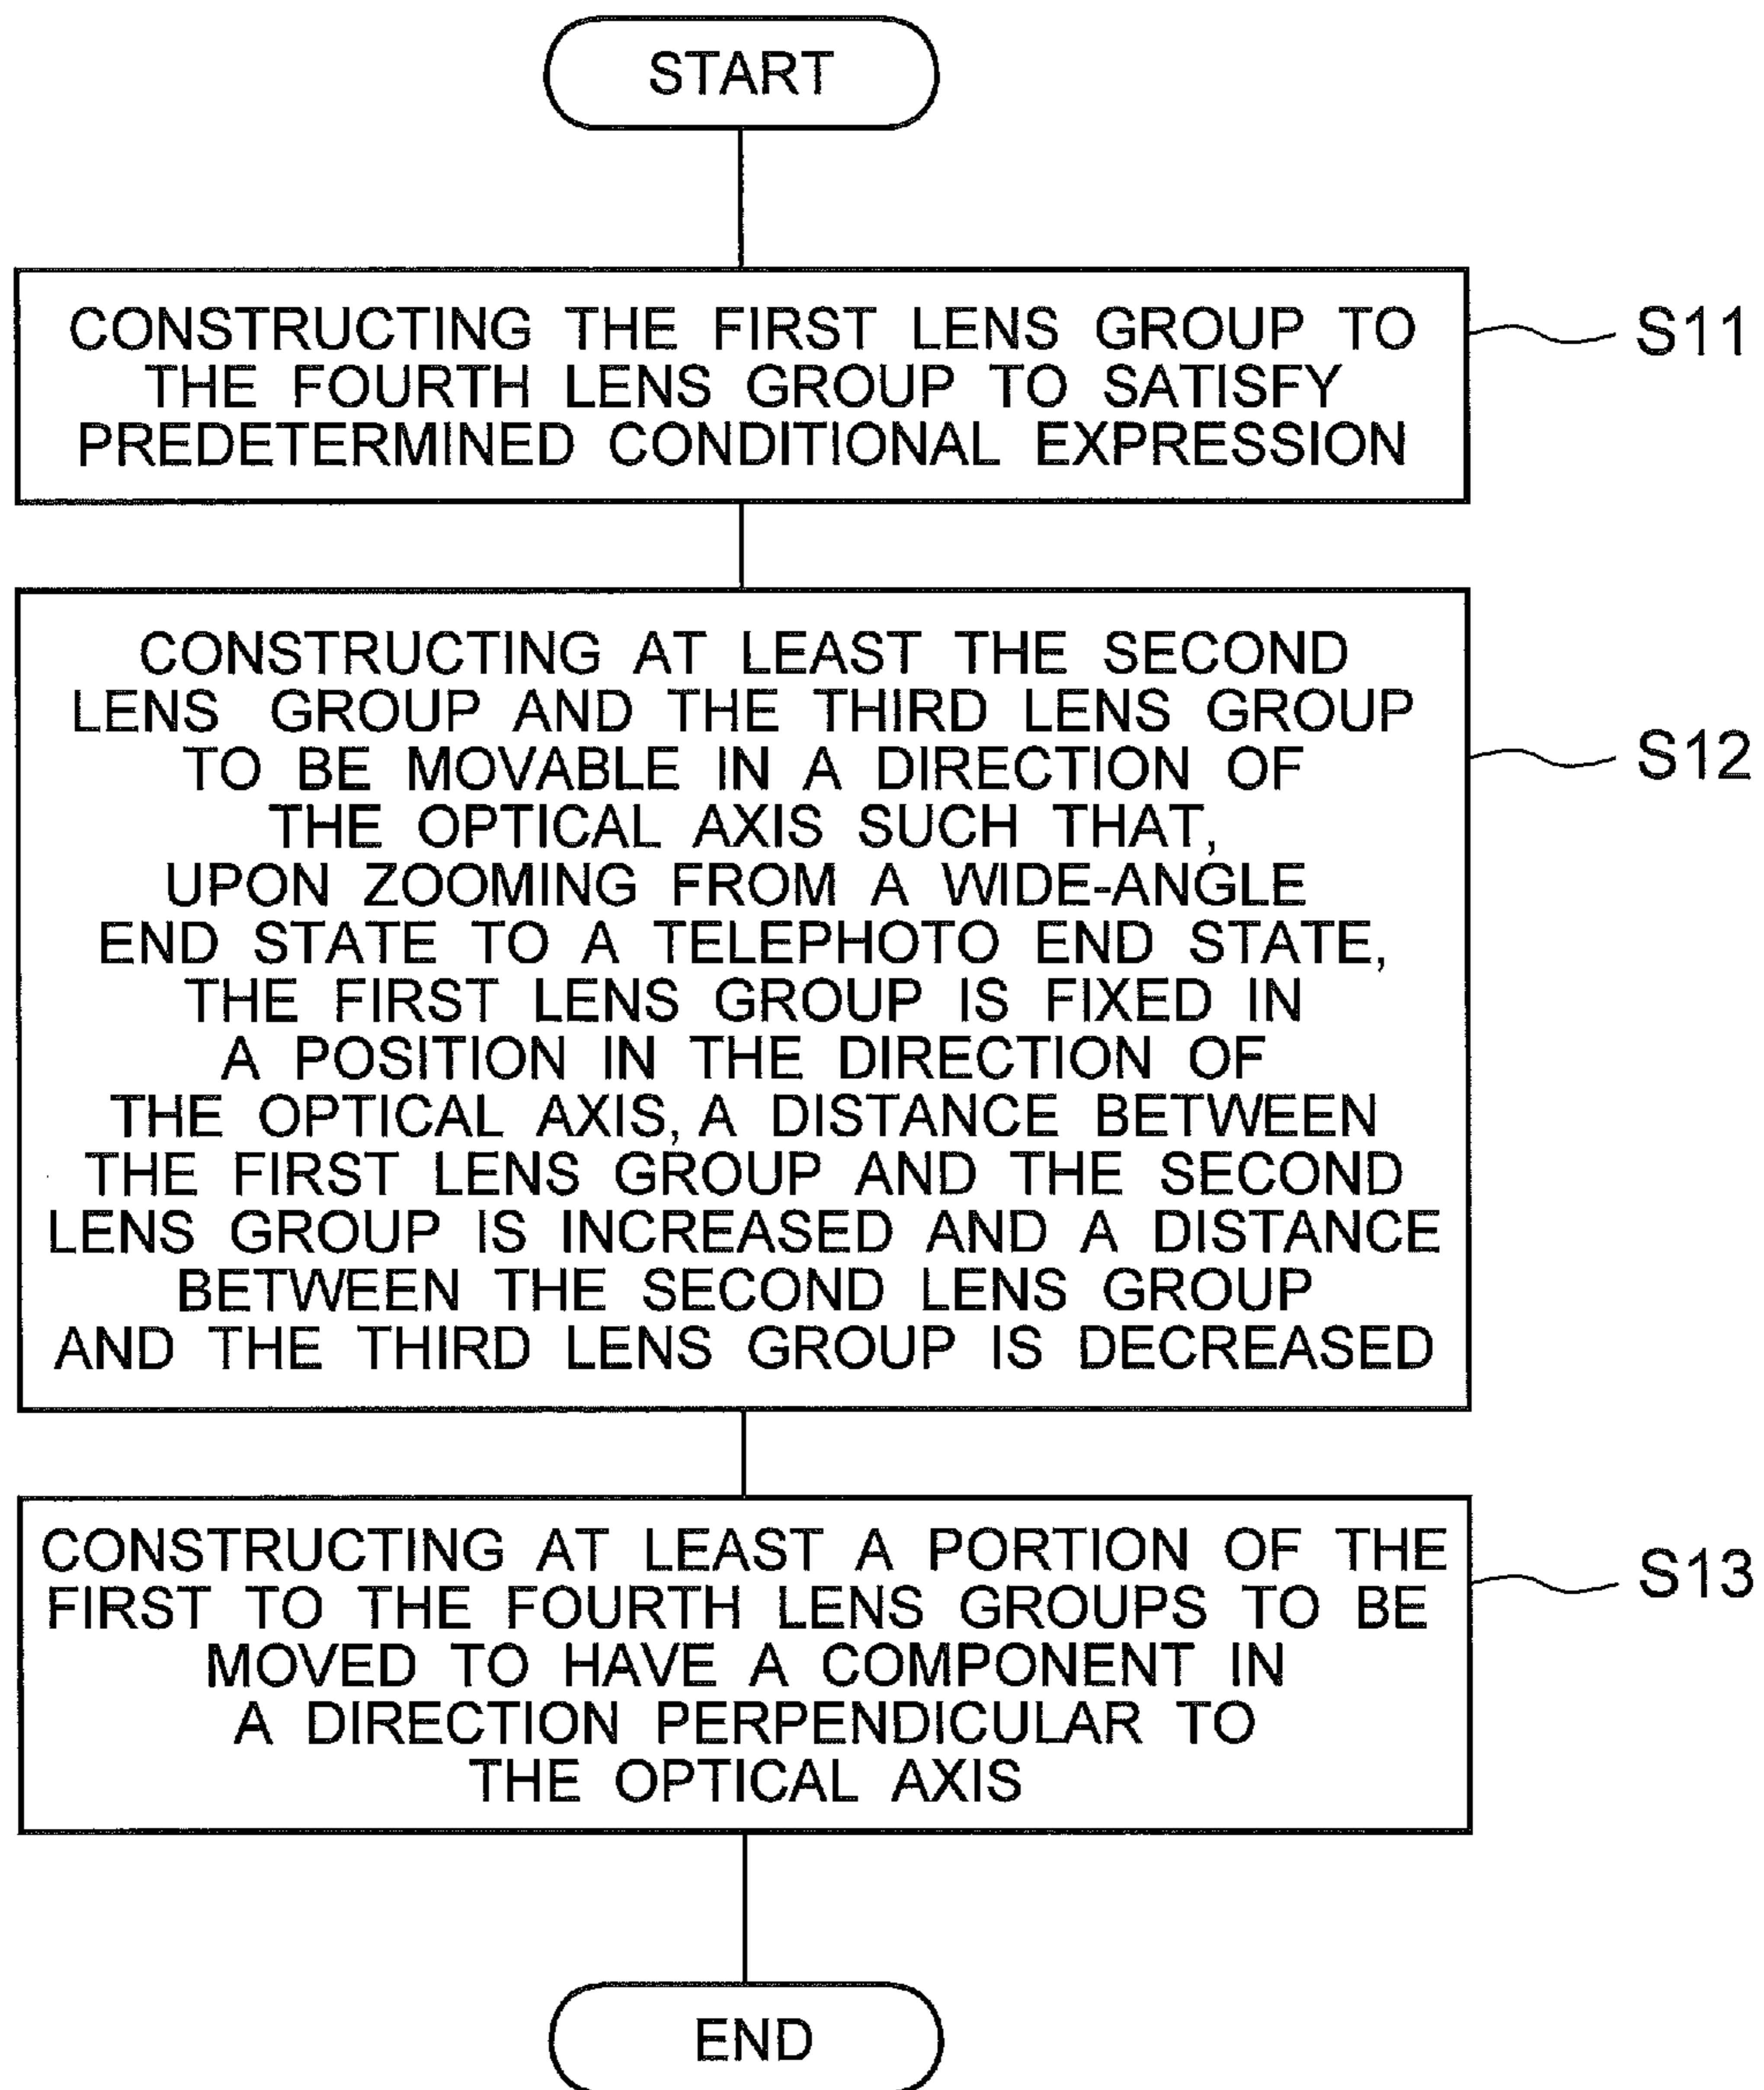 START
CONSTRUCTING THE FIRST LENS GROUP TO
THE FOURTH LENS GROUP TO SATISFY
PREDETERMINED CONDITIONAL EXPRESSION
S11
CONSTRUCTING AT LEAST THE SECOND
LENS GROUP AND THE THIRD LENS GROUP
TO BE MOVABLE IN A DIRECTION OF
THE OPTICAL AXIS SUCH THAT,
UPON ZOOMING FROM A WIDE-ANGLE
END STATE TO A TELEPHOTO END STATE,
THE FIRST LENS GROUP IS FIXED IN
A POSITION IN THE DIRECTION OF
THE OPTICAL AXIS, A DISTANCE BETWEEN
THE FIRST LENS GROUP AND THE SECOND
LENS GROUP IS INCREASED AND A DISTANCE
BETWEEN THE SECOND LENS GROUP
AND THE THIRD LENS GROUP IS DECREASED
S12
CONSTRUCTING AT LEAST A PORTION OF THE
FIRST TO THE FOURTH LENS GROUPS TO BE
MOVED TO HAVE A COMPONENT IN
A DIRECTION PERPENDICULAR TO
THE OPTICAL AXIS
S13
END